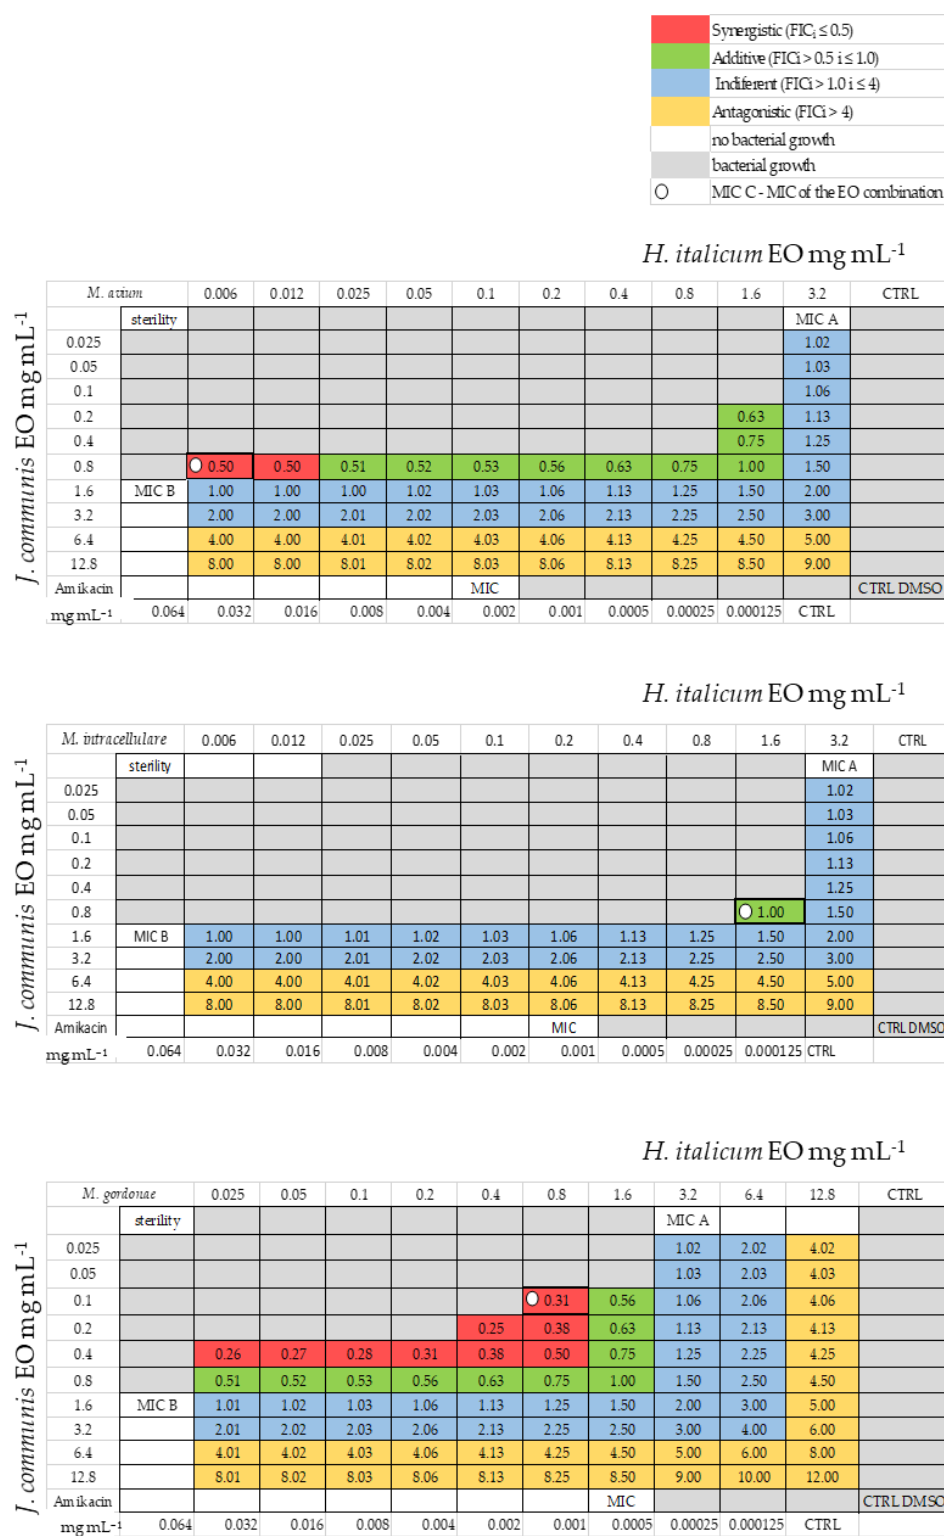 Synergistic (FICi ≤ 0.5)
Additive (FICi > 0.5 i ≤ 1.0)
Indiferent (FICi > 1.0 i ≤ 4)
Antagonistic (FICi > 4)
no bacterial growth
bacterial growth
MIC C - MIC of the EO combination
H. italicum EO mg mL-1
J. communis EO mg mL-1
M. avium 0.006 0.012 0.025 0.05 0.1 0.2 0.4 0.8 1.6 3.2 CTRL
sterility MIC A
0.025 1.02
0.05 1.03
0.1 1.06
0.2 0.63 1.13
0.4 0.75 1.25
0.8 0.50 0.50 0.51 0.52 0.53 0.56 0.63 0.75 1.00 1.50
1.6 MIC B 1.00 1.00 1.00 1.02 1.03 1.06 1.13 1.25 1.50 2.00
3.2 2.00 2.00 2.01 2.02 2.03 2.06 2.13 2.25 2.50 3.00
6.4 4.00 4.00 4.01 4.02 4.03 4.06 4.13 4.25 4.50 5.00
12.8 8.00 8.00 8.01 8.02 8.03 8.06 8.13 8.25 8.50 9.00
Amikacin MIC CTRL DMSO
mg mL-1 0.064 0.032 0.016 0.008 0.004 0.002 0.001 0.0005 0.00025 0.000125 CTRL
H. italicum EO mg mL-1
J. communis EO mg mL-1
M. intracellulare 0.006 0.012 0.025 0.05 0.1 0.2 0.4 0.8 1.6 3.2 CTRL
sterility MIC A
0.025 1.02
0.05 1.03
0.1 1.06
0.2 1.13
0.4 1.25
0.8 1.00 1.50
1.6 MIC B 1.00 1.00 1.01 1.02 1.03 1.06 1.13 1.25 1.50 2.00
3.2 2.00 2.00 2.01 2.02 2.03 2.06 2.13 2.25 2.50 3.00
6.4 4.00 4.00 4.01 4.02 4.03 4.06 4.13 4.25 4.50 5.00
12.8 8.00 8.00 8.01 8.02 8.03 8.06 8.13 8.25 8.50 9.00
Amikacin MIC CTRL DMSO
mg mL-1 0.064 0.032 0.016 0.008 0.004 0.002 0.001 0.0005 0.00025 0.000125 CTRL
H. italicum EO mg mL-1
J. communis EO mg mL-1
M. gordonae 0.025 0.05 0.1 0.2 0.4 0.8 1.6 3.2 6.4 12.8 CTRL
sterility MIC A
0.025 1.02 2.02 4.02
0.05 1.03 2.03 4.03
0.1 0.31 0.56 1.06 2.06 4.06
0.2 0.25 0.38 0.63 1.13 2.13 4.13
0.4 0.26 0.27 0.28 0.31 0.38 0.50 0.75 1.25 2.25 4.25
0.8 0.51 0.52 0.53 0.56 0.63 0.75 1.00 1.50 2.50 4.50
1.6 MIC B 1.01 1.02 1.03 1.06 1.13 1.25 1.50 2.00 3.00 5.00
3.2 2.01 2.02 2.03 2.06 2.13 2.25 2.50 3.00 4.00 6.00
6.4 4.01 4.02 4.03 4.06 4.13 4.25 4.50 5.00 6.00 8.00
12.8 8.01 8.02 8.03 8.06 8.13 8.25 8.50 9.00 10.00 12.00
Amikacin MIC CTRL DMSO
mg mL-1 0.064 0.032 0.016 0.008 0.004 0.002 0.001 0.0005 0.00025 0.000125 CTRL